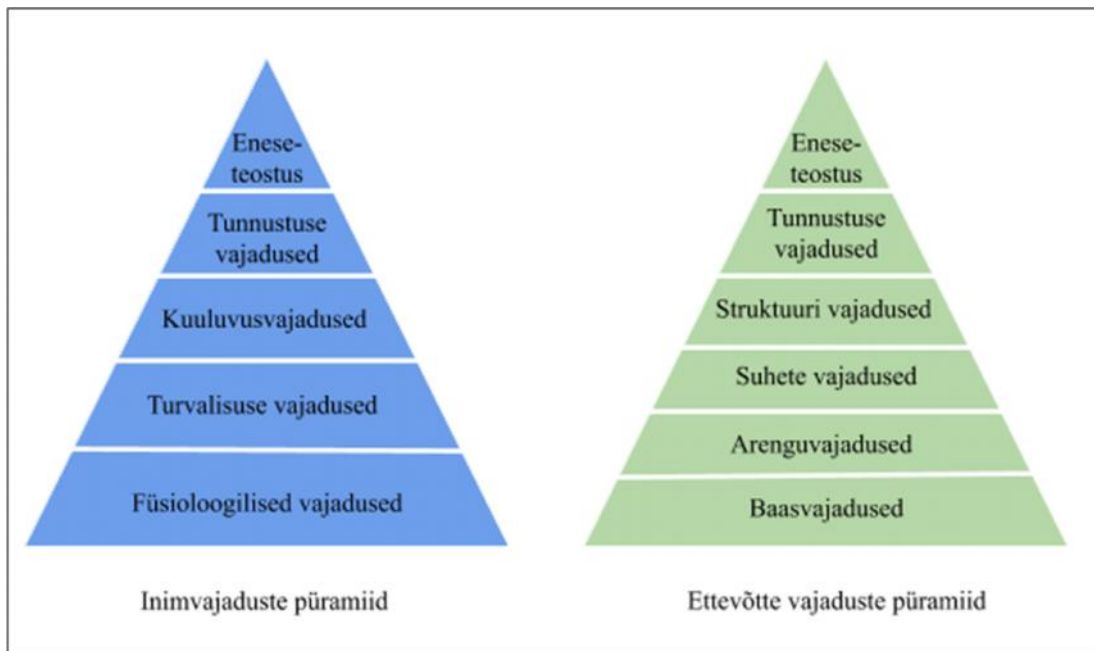 Enese-
teostus
Tunnustuse
vajadused
Kuuluvusvajadused
Turvalisuse vajadused
Füsioloogilised vajadused
Inimvajaduste püramiid
Enese-
teostus
Tunnustuse
vajadused
Struktuuri vajadused
Suhete vajadused
Arenguvajadused
Baasvajadused
Ettevõtte vajaduste püramiid